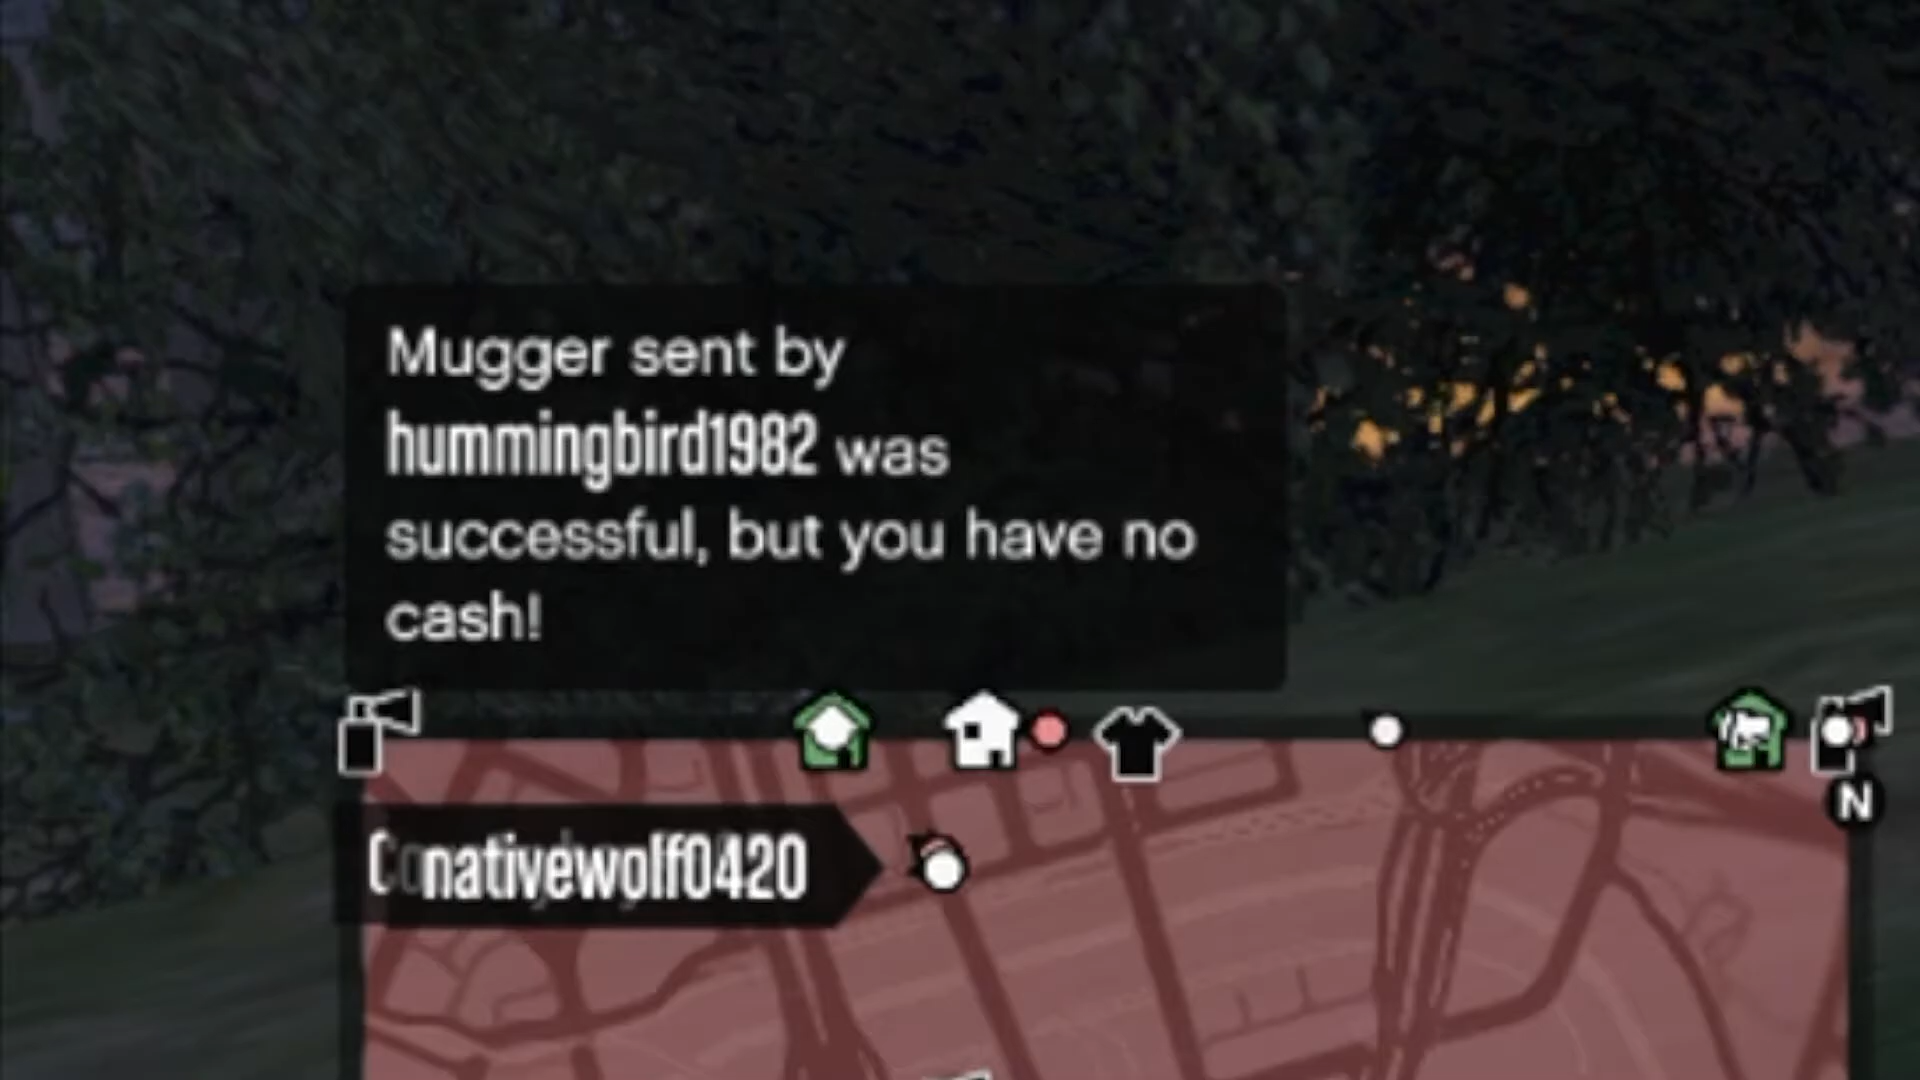 Mugger sent by
hummingbird1982 was
successful, but you have no
cash!
N
nativewolf0420